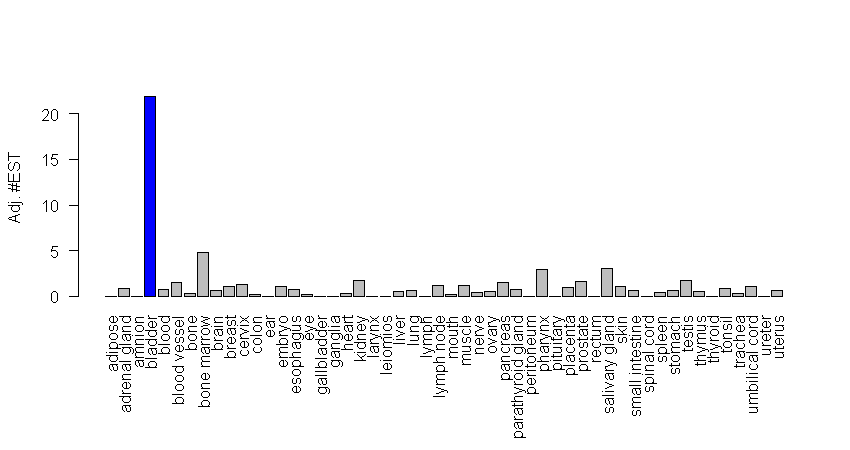 Adj. #EST
20
15
10
5
0
adipose
adrenal gland
amnion
bladder
blood
blood vessel
bone
bone marrow
brain
breast
cervix
colon
ear
embryo
esophagus
eye
gallbladder
ganglia
heart
kidney
larynx
leiomios
liver
lung
lymph
lymph node
mouth
muscle
nerve
ovary
pancreas
parathyroid gland
peritoneum
pharynx
pituitary
placenta
prostate
rectum
salivary gland
skin
small intestine
spinal cord
spleen
stomach
testis
thymus
thyroid
tonsil
trachea
umbilical cord
ureter
uterus